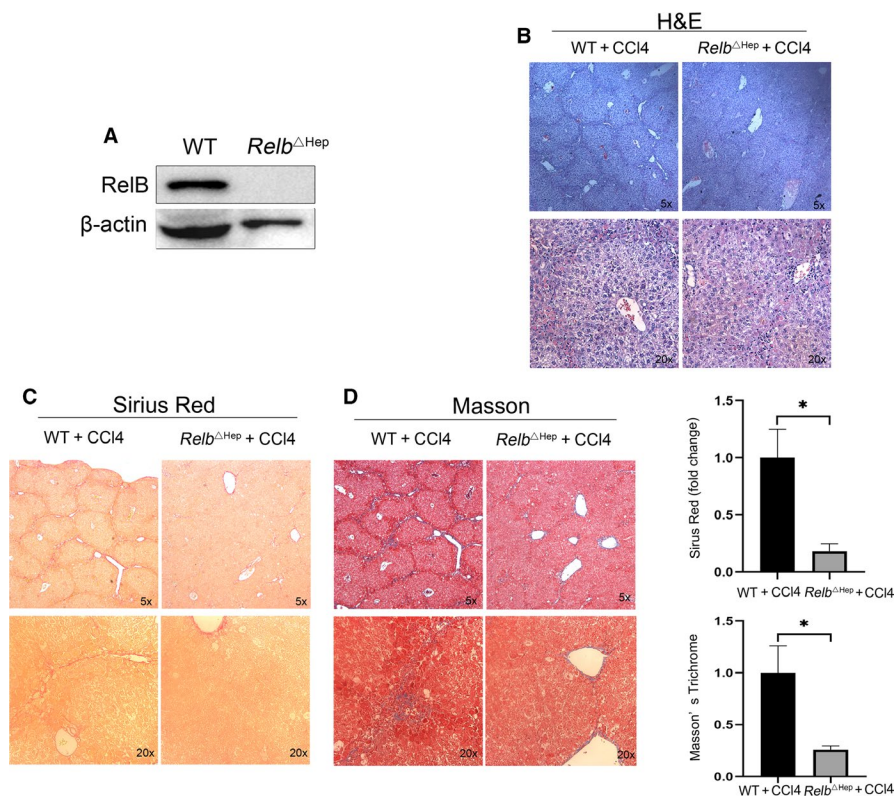 A
WT Relb△Hep
RelB
β-actin
B
H&E
WT + CCl4 Relb△Hep + CCl4
5x 5x
20x 20x
C
Sirius Red
WT + CCl4 Relb△Hep + CCl4
5x 5x
20x 20x
D
Masson
WT + CCl4 Relb△Hep + CCl4
5x 5x
20x 20x
Sirus Red (fold change)
1.5
*
1.0
0.5
0.0
WT + CCl4 Relb△Hep + CCl4
Masson's Trichrome
1.5
*
1.0
0.5
0.0
WT + CCl4 Relb△Hep + CCl4